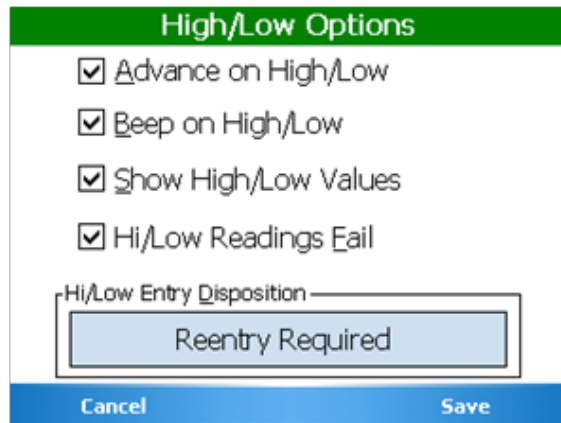 High/Low Options
Advance on High/Low
Beep on High/Low
Show High/Low Values
Hi/Low Readings Fail
Hi/Low Entry Disposition
Reentry Required
Cancel Save